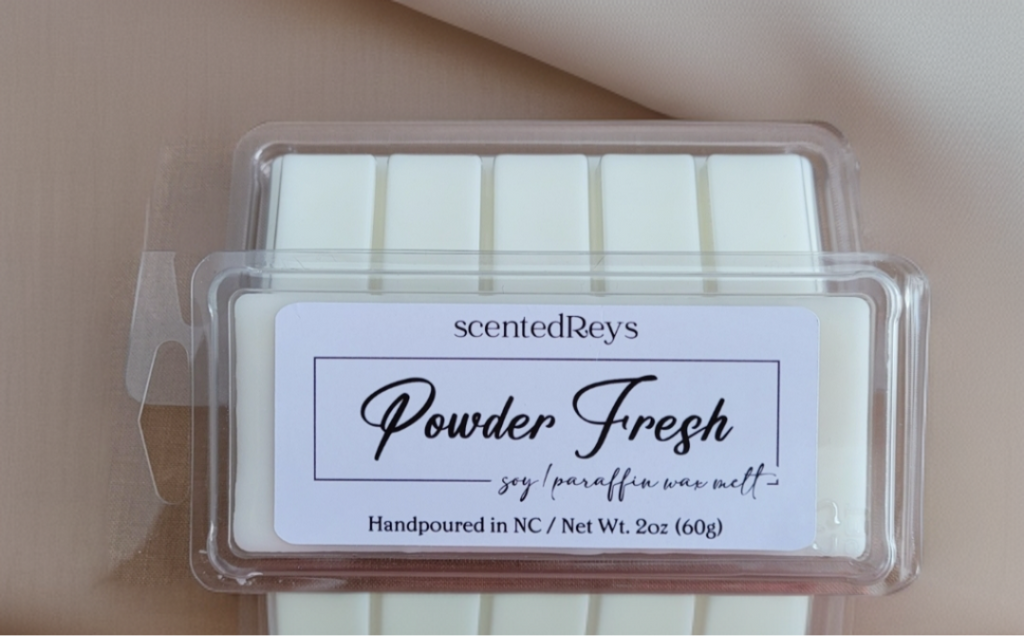 scentedReys
Powder Fresh
soy/paraffin wax melt
Handpoured in NC / Net Wt. 2oz (60g)